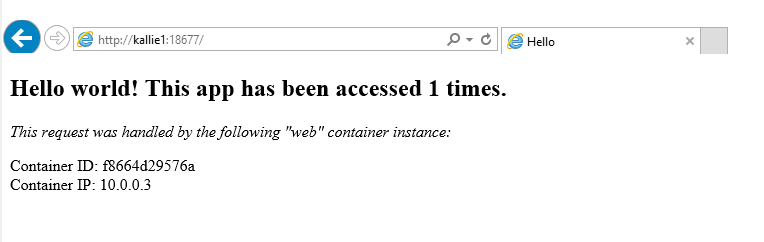 http://kallie1:18677/
Hello
Hello world! This app has been accessed 1 times.
This request was handled by the following "web" container instance:
Container ID: f8664d29576a
Container IP: 10.0.0.3